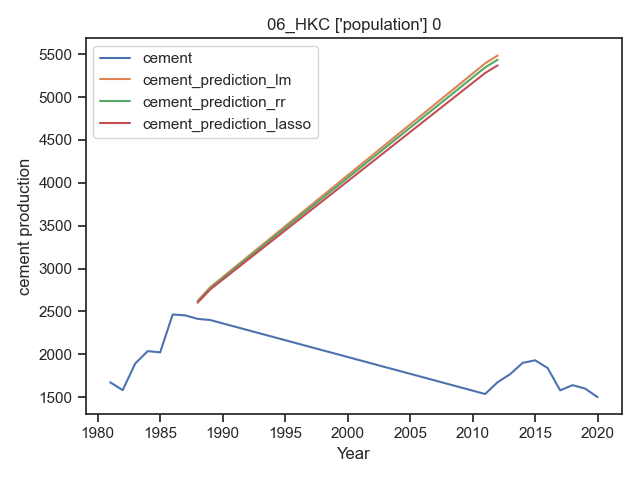 06_HKC ['population'] 0
cement
cement_prediction_lm
cement_prediction_rr
cement_prediction_lasso
cement production
5500
5000
4500
4000
3500
3000
2500
2000
1500
1980 1985 1990 1995 2000 2005 2010 2015 2020
Year